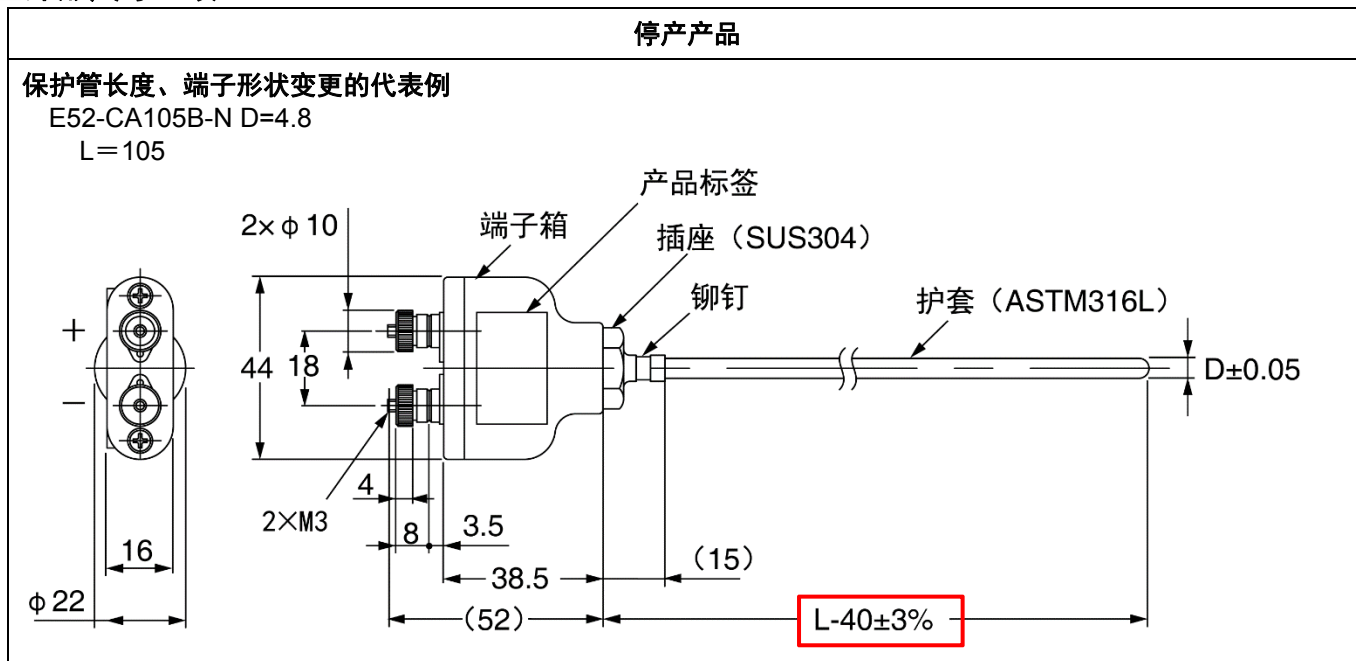 停产产品
保护管长度、端子形状变更的代表例
E52-CA105B-N D=4.8
L=105
产品标签
2×φ10
端子箱
插座（SUS304）
铆钉
护套（ASTM316L）
+
44
18
D±0.05
−
4
2×M3
8
3.5
16
（15）
38.5
φ22
（52）
L-40±3%